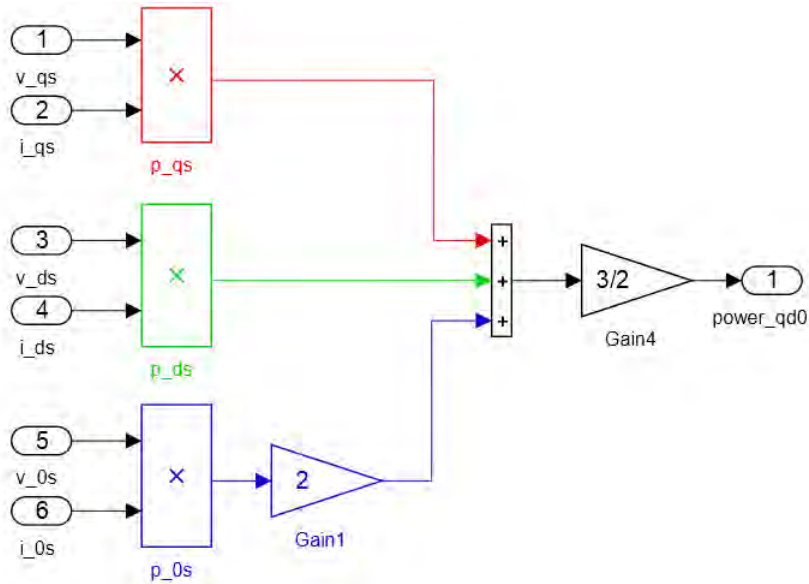 1
v_qs
2
i_qs
×
p_qs
3
v_ds
4
i_ds
×
p_ds
5
v_0s
6
i_0s
×
p_0s
2
Gain1
+
+
+
3/2
Gain4
1
power_qd0